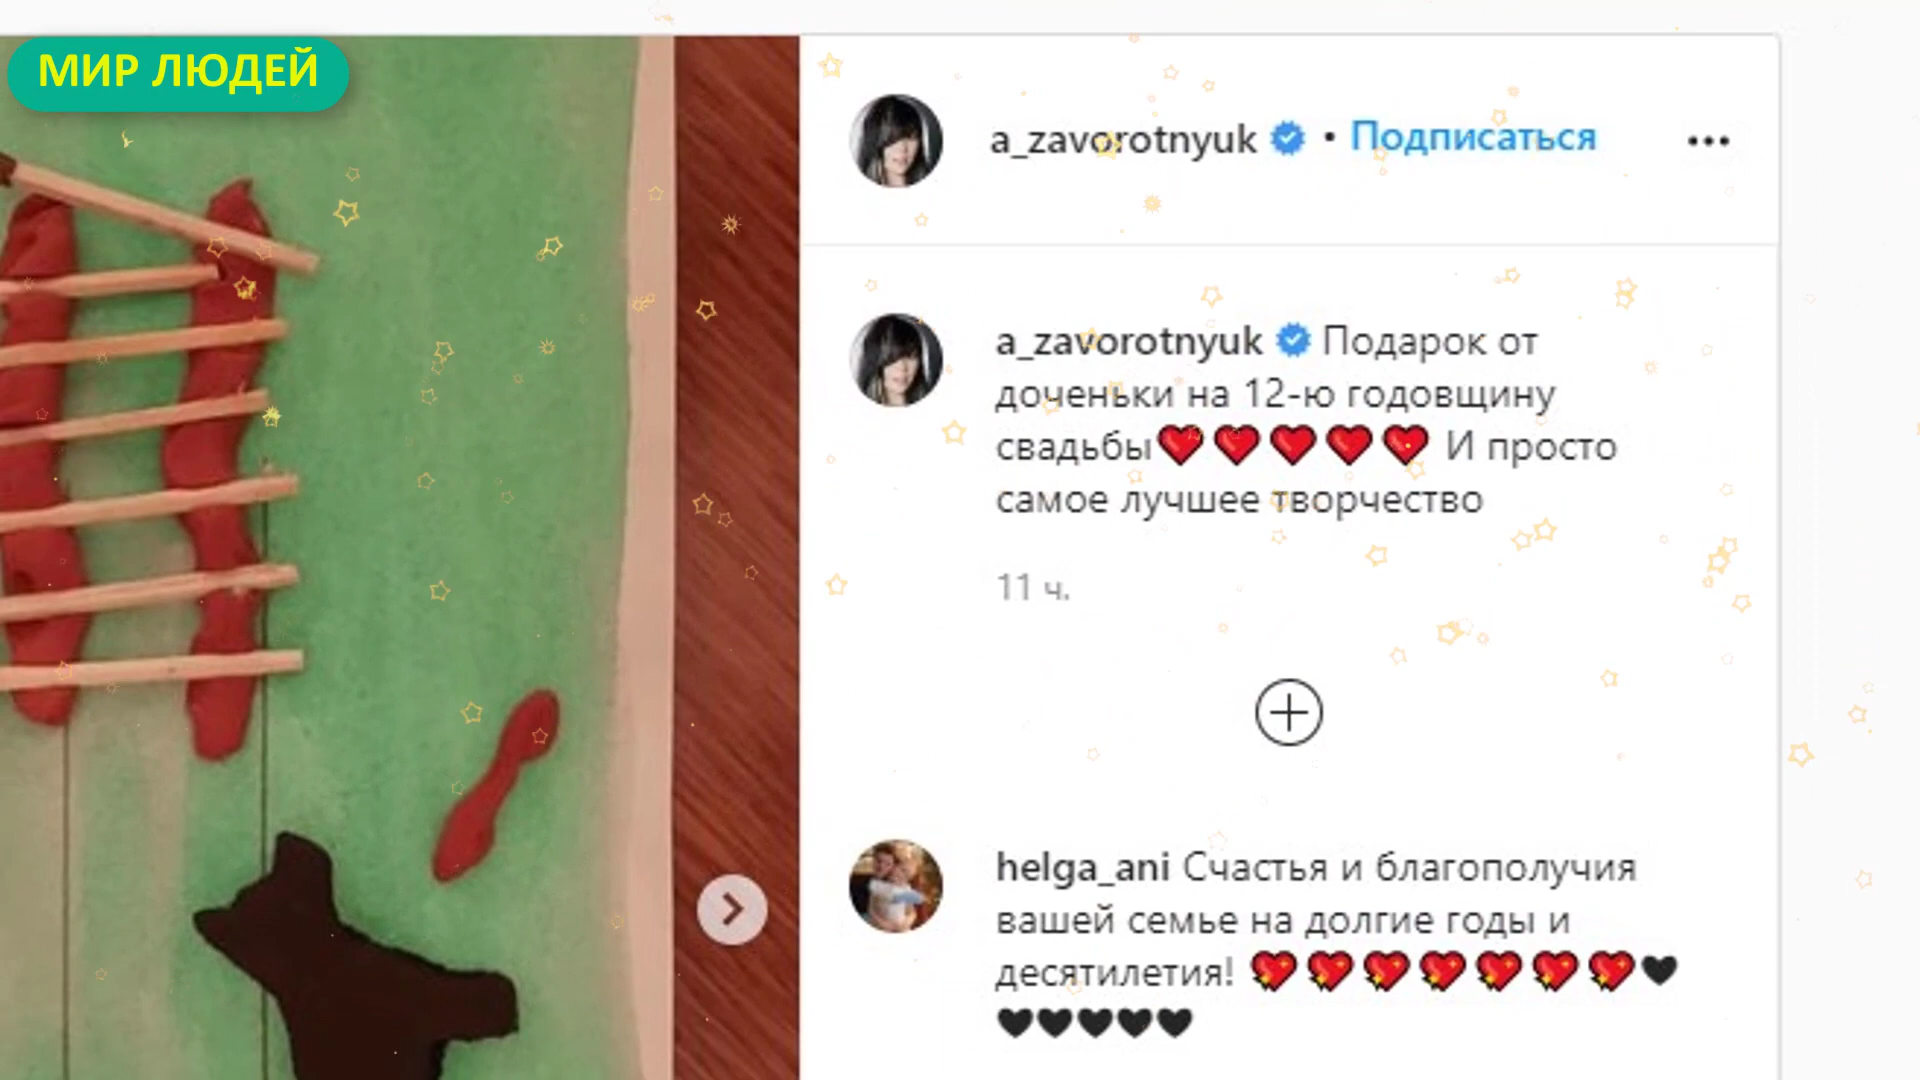 МИР ЛЮДЕЙ
a_zavorotnyuk • Подписаться •••
a_zavorotnyuk Подарок от
доченьки на 12-ю годовщину
свадьбы❤️❤️❤️❤️❤️ И просто
самое лучшее творчество
11 ч.
helga_ani Счастья и благополучия
вашей семье на долгие годы и
десятилетия! 💖💖💖💖💖💖💖🖤
🖤🖤🖤🖤🖤